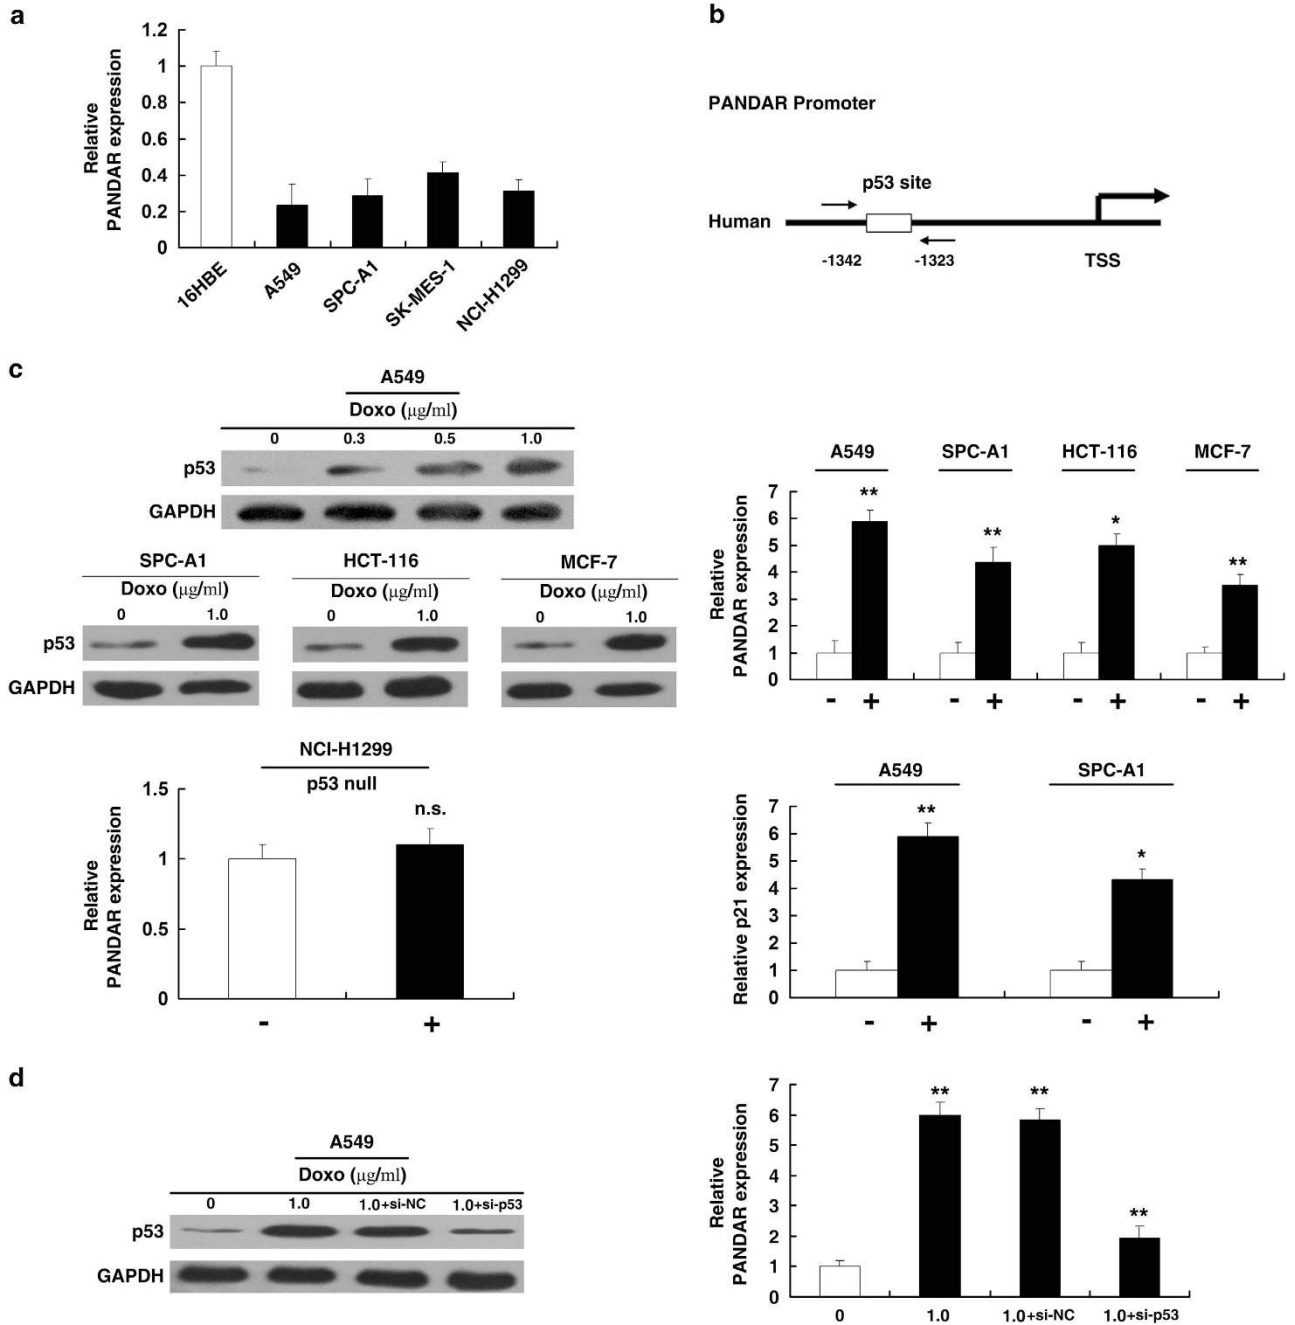 a
Relative
PANDAR expression
1.2
1
0.8
0.6
0.4
0.2
0
16HBE
A549
SPC-A1
SK-MES-1
NCI-H1299
b
PANDAR Promoter
p53 site
Human
-1342
-1323
TSS
c
A549
Doxo (μg/ml)
0 0.3 0.5 1.0
p53
GAPDH
SPC-A1 HCT-116 MCF-7
Doxo (μg/ml) Doxo (μg/ml) Doxo (μg/ml)
0 1.0 0 1.0 0 1.0
p53
GAPDH
A549 SPC-A1 HCT-116 MCF-7
Relative
PANDAR expression
7
6
5
4
3
2
1
0
** ** * **
- + - + - + - +
NCI-H1299
p53 null
Relative
PANDAR expression
1.5
1
0.5
0
n.s.
- +
A549 SPC-A1
Relative p21 expression
7
6
5
4
3
2
1
0
** *
- + - +
d
A549
Doxo (μg/ml)
0 1.0 1.0+si-NC 1.0+si-p53
p53
GAPDH
Relative
PANDAR expression
7
6
5
4
3
2
1
0
** ** **
0 1.0 1.0+si-NC 1.0+si-p53